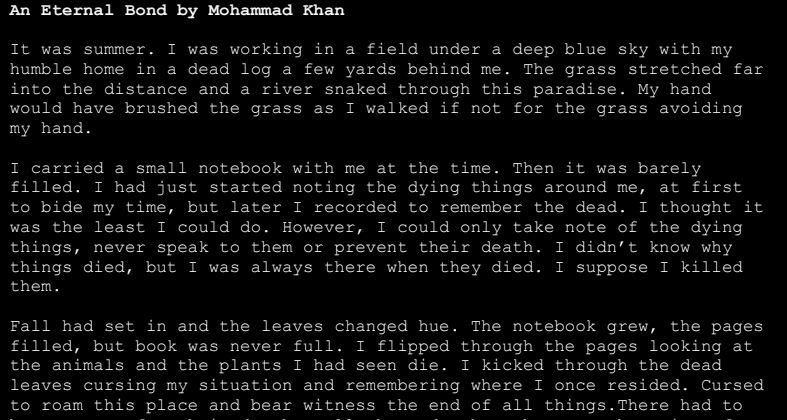 An Eternal Bond by Mohammad Khan
It was summer. I was working in a field under a deep blue sky with my
humble home in a dead log a few yards behind me. The grass stretched far
into the distance and a river snaked through this paradise. My hand
would have brushed the grass as I walked if not for the grass avoiding
my hand.
I carried a small notebook with me at the time. Then it was barely
filled. I had just started noting the dying things around me, at first
to bide my time, but later I recorded to remember the dead. I thought it
was the least I could do. However, I could only take note of the dying
things, never speak to them or prevent their death. I didn’t know why
things died, but I was always there when they died. I suppose I killed
them.
Fall had set in and the leaves changed hue. The notebook grew, the pages
filled, but book was never full. I flipped through the pages looking at
the animals and the plants I had seen die. I kicked through the dead
leaves cursing my situation and remembering where I once resided. Cursed
to roam this place and bear witness the end of all things.There had to